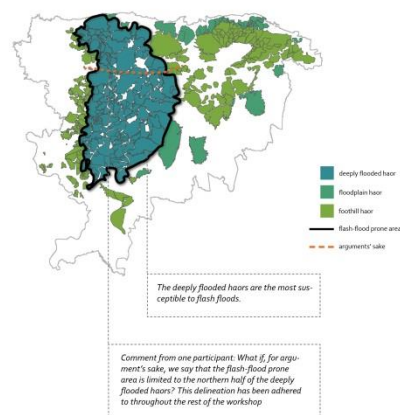 deeply flooded haor
floodplain haor
foothill haor
flash-flood prone area
arguments' sake
The deeply flooded haors are the most sus-
ceptible to flash floods.
Comment from one participant: What if, for argu-
ment's sake, we say that the flash-flood prone
area is limited to the northern half of the deeply
flooded haors? This delineation has been adhered
to throughout the rest of the workshop